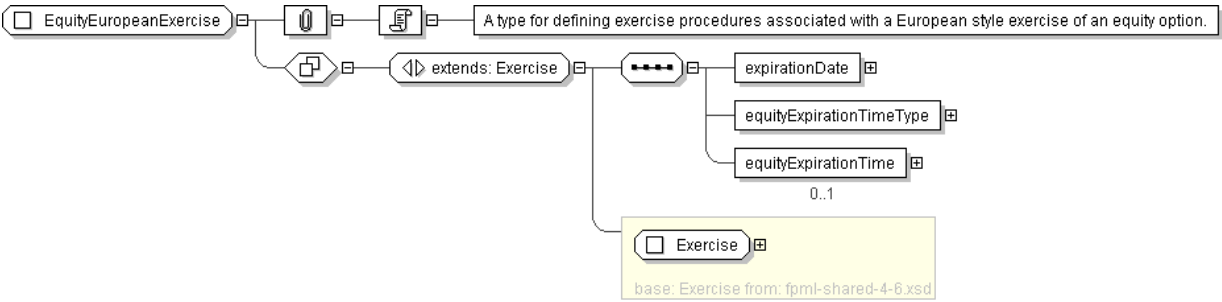 EquityEuropeanExercise
A type for defining exercise procedures associated with a European style exercise of an equity option.
extends: Exercise
expirationDate
equityExpirationTimeType
equityExpirationTime
0..1
Exercise
base: Exercise from: fpml-shared-4-6.xsd